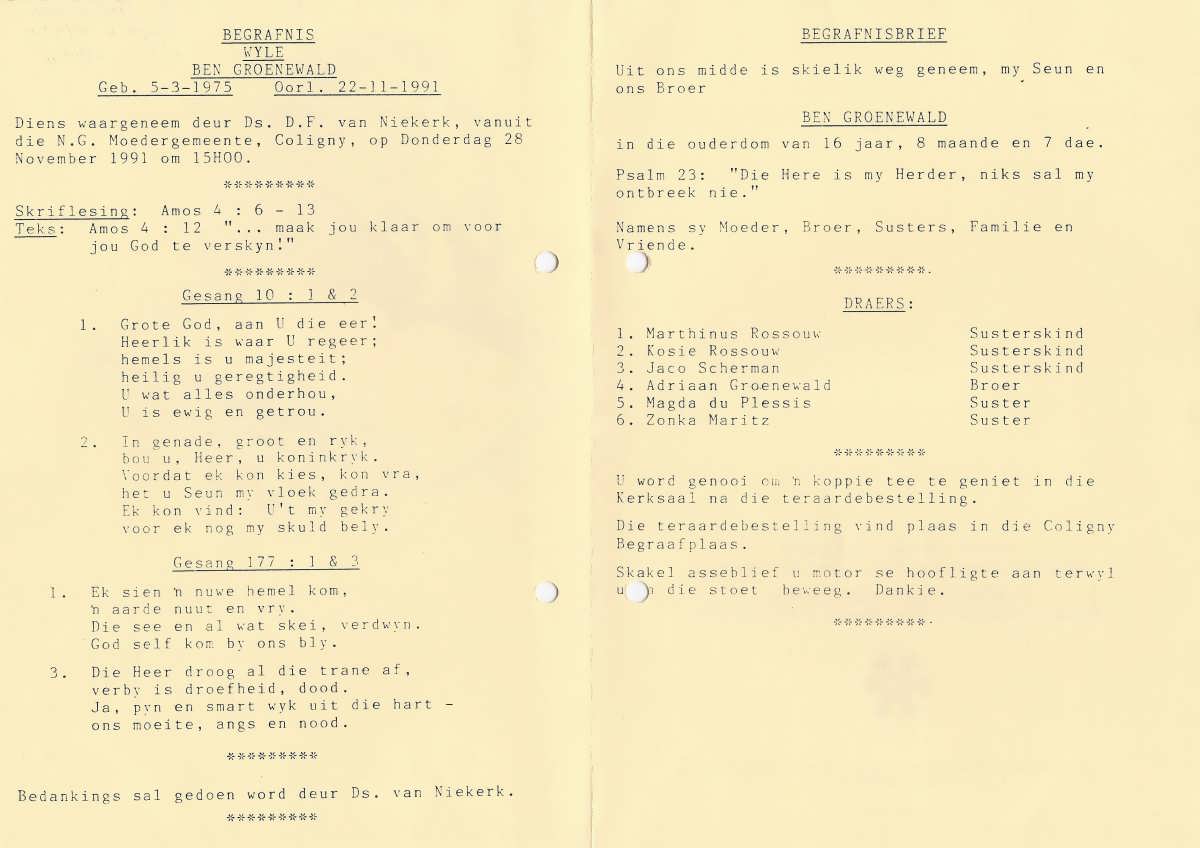 BEGRAFNIS
WYLE
BEN GROENEWALD
Geb. 5-3-1975 Oorl. 22-11-1991
Diens waargeneem deur Ds. D.F. van Niekerk, vanuit
die N.G. Moedergemeente, Coligny, op Donderdag 28
November 1991 om 15H00.
*********
Skriflesing: Amos 4 : 6 - 13
Teks: Amos 4 : 12 "... maak jou klaar om voor
jou God te verskyn!"
*********
Gesang 10 : 1 & 2
1. Grote God, aan U die eer!
Heerlik is waar U regeer;
hemels is u majesteit;
heilig u geregtigheid.
U wat alles onderhou,
U is ewig en getrou.
2. In genade, groot en ryk,
bou u, Heer, u koninkryk.
Voordat ek kon kies, kon vra,
het u Seun my vloek gedra.
Ek kon vind: U't my gekry
voor ek nog my skuld bely.
Gesang 177 : 1 & 3
1. Ek sien 'n nuwe hemel kom,
'n aarde nuut en vry.
Die see en al wat skei, verdwyn.
God self kom by ons bly.
3. Die Heer droog al die trane af,
verby is droefheid, dood.
Ja, pyn en smart wyk uit die hart -
ons moeite, angs en nood.
*********
Bedankings sal gedoen word deur Ds. van Niekerk.
*********
BEGRAFNISBRIEF
Uit ons midde is skielik weg geneem, my Seun en
ons Broer
BEN GROENEWALD
in die ouderdom van 16 jaar, 8 maande en 7 dae.
Psalm 23: "Die Here is my Herder, niks sal my
ontbreek nie."
Namens sy Moeder, Broer, Susters, Familie en
Vriende.
*********.
DRAERS:
1. Marthinus Rossouw Susterskind
2. Kosie Rossouw Susterskind
3. Jaco Scherman Susterskind
4. Adriaan Groenewald Broer
5. Magda du Plessis Suster
6. Zonka Maritz Suster
*********
U word genooi om 'n koppie tee te geniet in die
Kerksaal na die teraardebestelling.
Die teraardebestelling vind plaas in die Coligny
Begraafplaas.
Skakel asseblief u motor se hoofligte aan terwyl
u die stoet beweeg. Dankie.
*********.